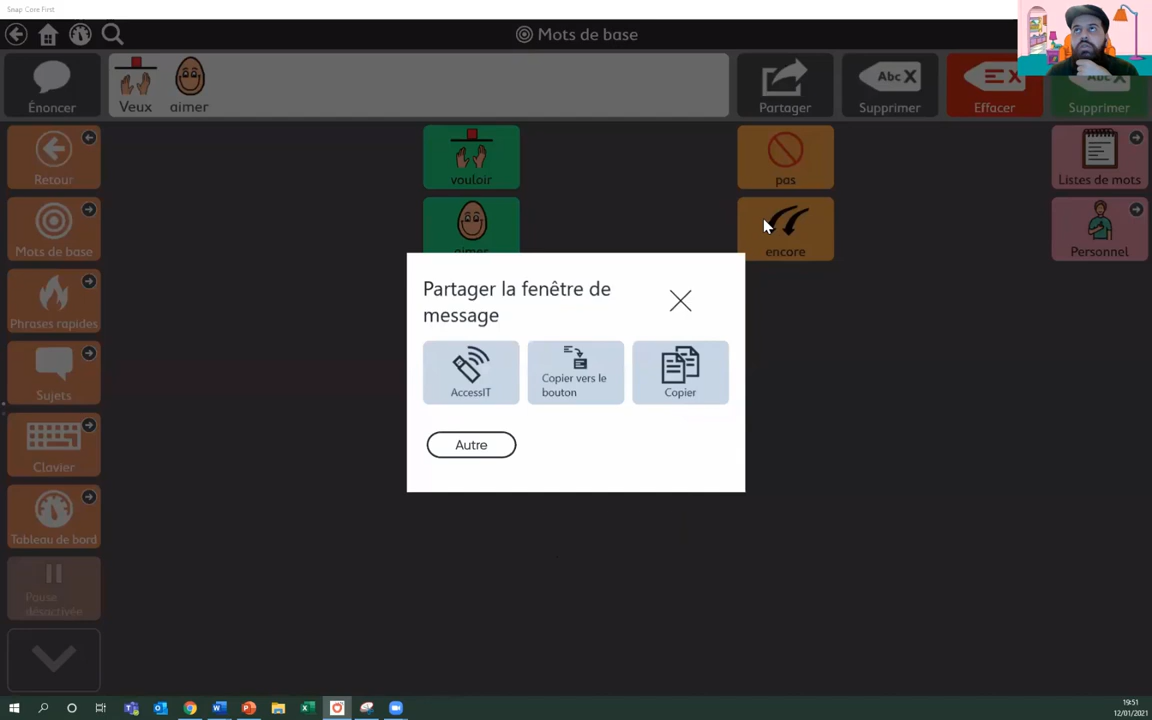 Snap Core First
Mots de base
Énoncer
Veux
aimer
Partager
Abc X
Supprimer
Effacer
Supprimer
Retour
vouloir
pas
Listes de mots
Mots de base
aimer
encore
Personnel
Partager la fenêtre de
message
Phrases rapides
AccessIT
Copier vers le
bouton
Copier
Sujets
Autre
Clavier
Tableau de bord
Pause
désactivée
19:51
12/01/2021